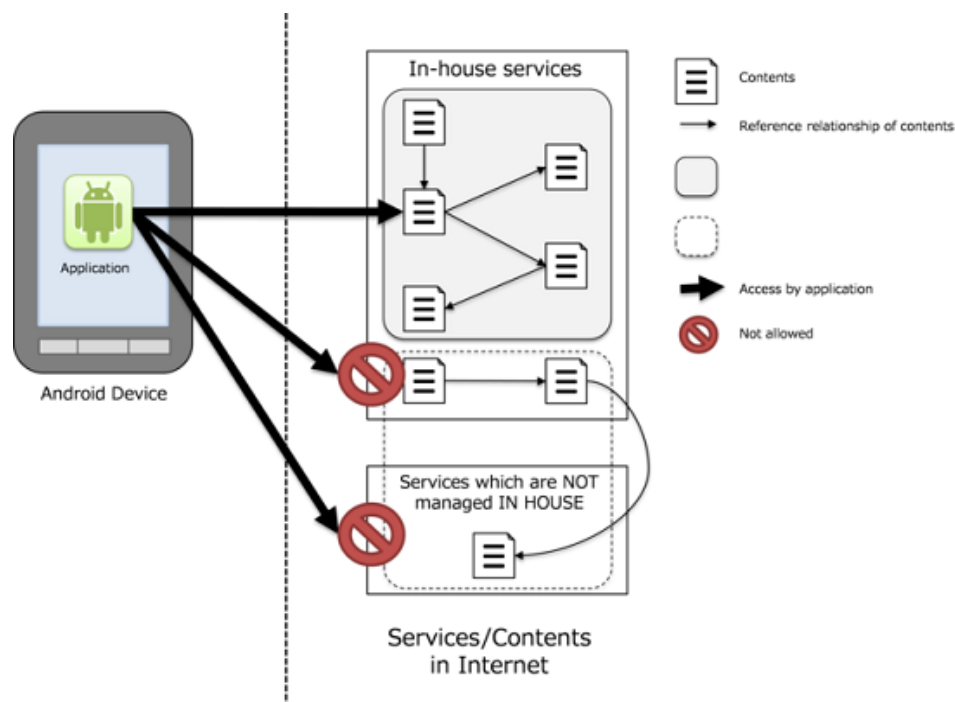 In-house services
Contents
Reference relationship of contents
Application
Access by application
Not allowed
Android Device
Services which are NOT
managed IN HOUSE
Services/Contents
in Internet